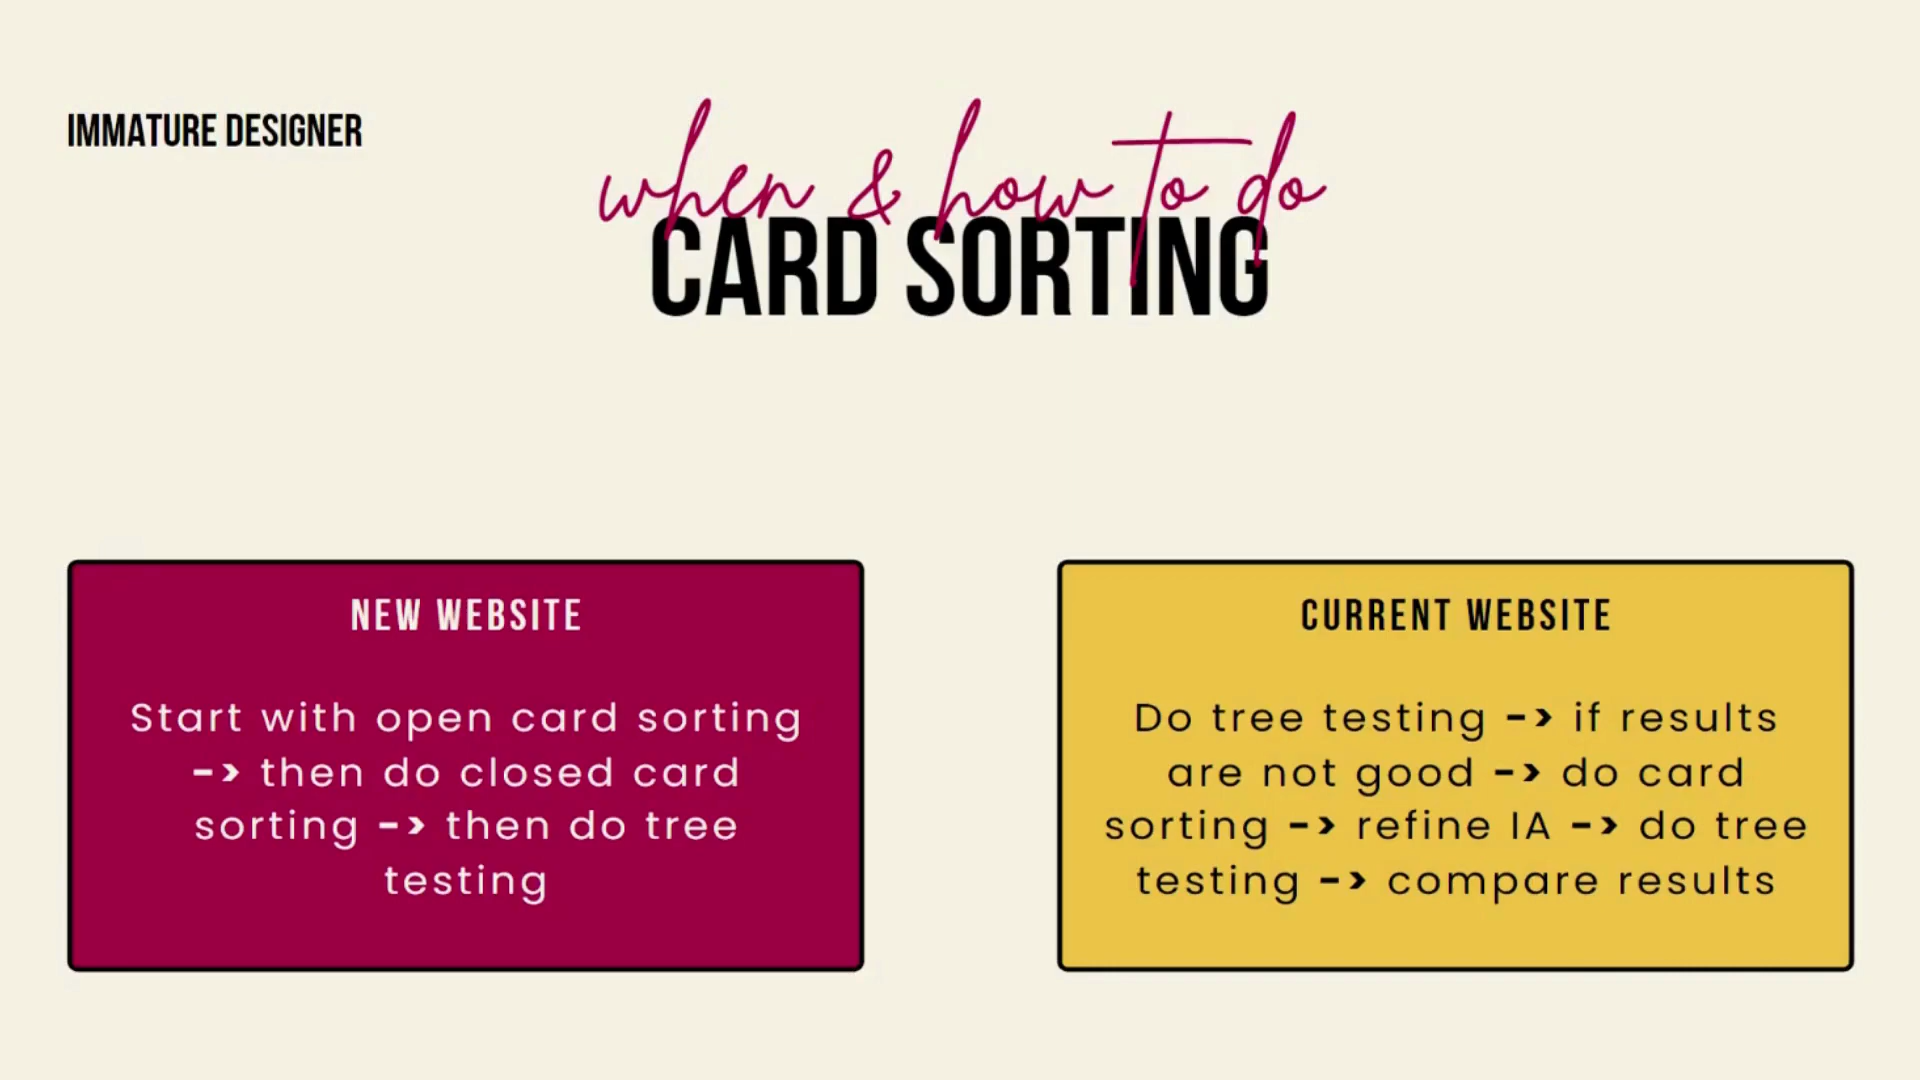 IMMATURE DESIGNER
when & how to do
CARD SORTING
NEW WEBSITE
Start with open card sorting
-> then do closed card
sorting -> then do tree
testing
CURRENT WEBSITE
Do tree testing -> if results
are not good -> do card
sorting -> refine IA -> do tree
testing -> compare results